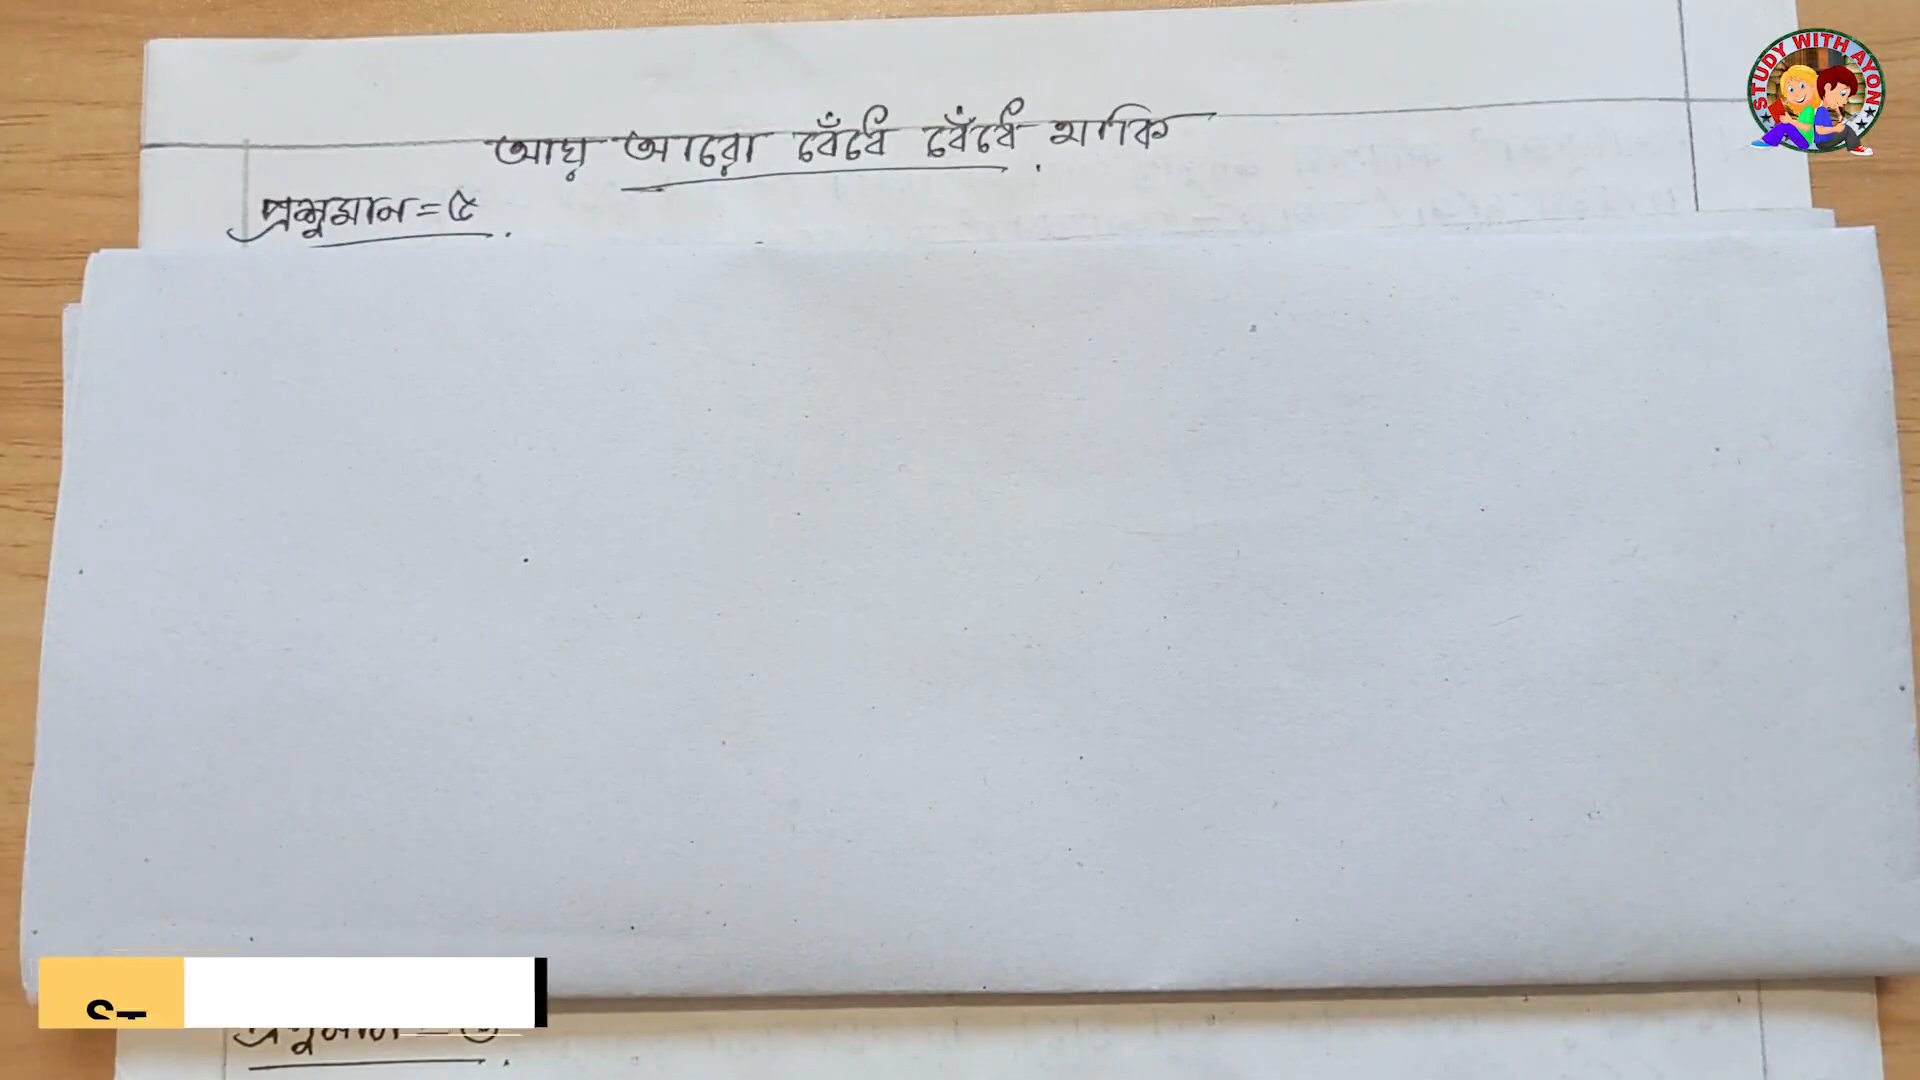 আয় আরো বেঁধে বেঁধে থাকি
প্রশ্নমান = ৫
STUDY WITH AYON